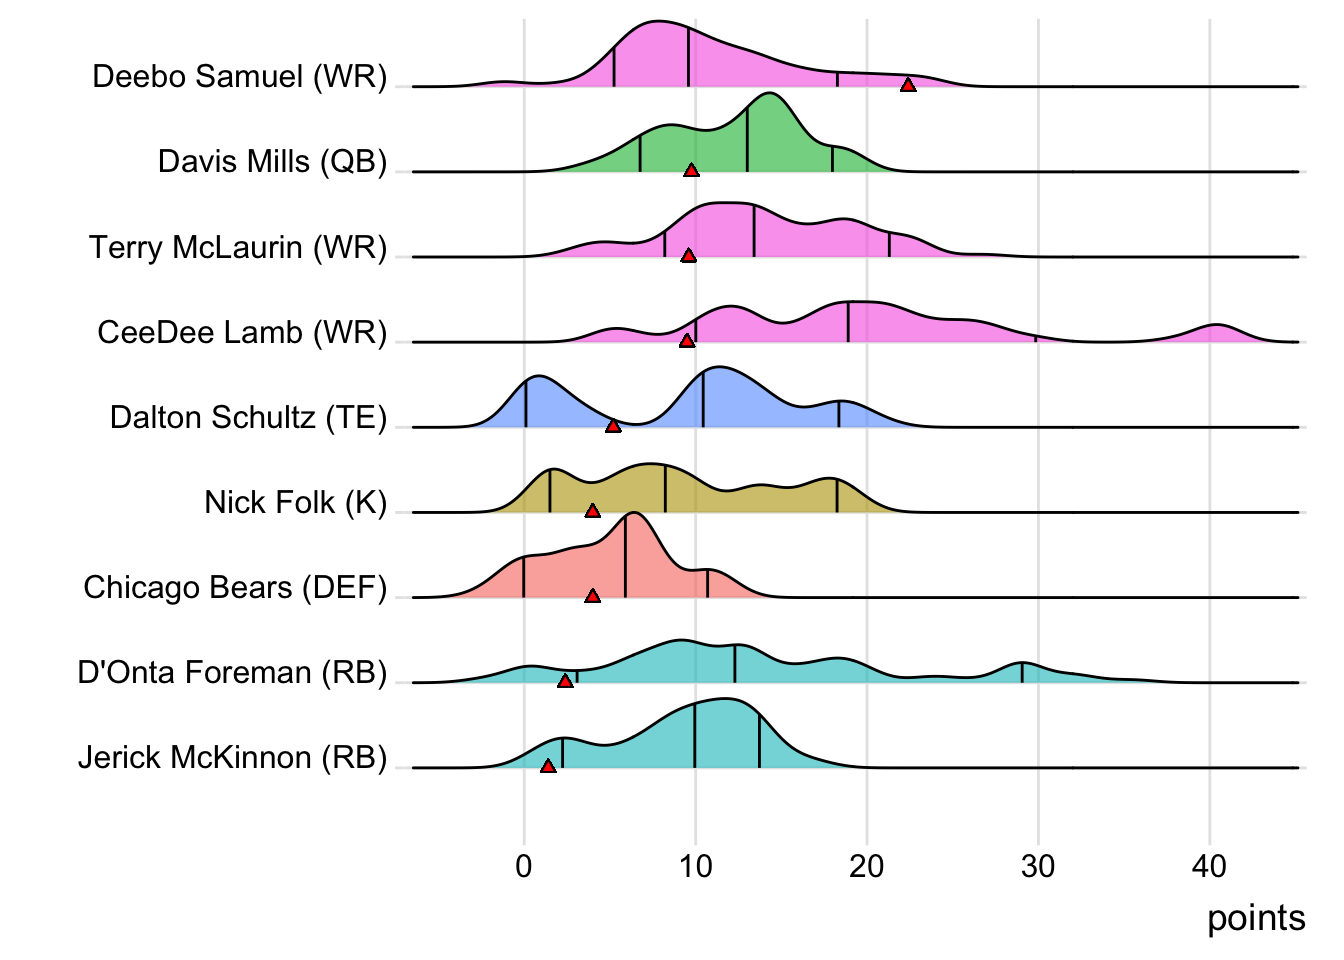 Deebo Samuel (WR)
Davis Mills (QB)
Terry McLaurin (WR)
CeeDee Lamb (WR)
Dalton Schultz (TE)
Nick Folk (K)
Chicago Bears (DEF)
D'Onta Foreman (RB)
Jerick McKinnon (RB)
0 10 20 30 40
points